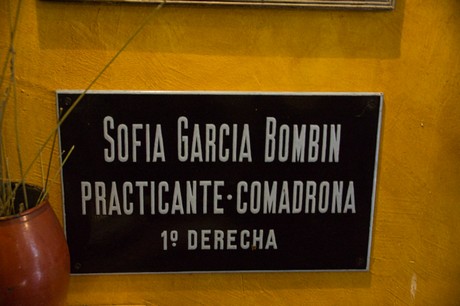 SOFIA GARCIA BOMBIN
PRACTICANTE·COMADRONA
1º DERECHA